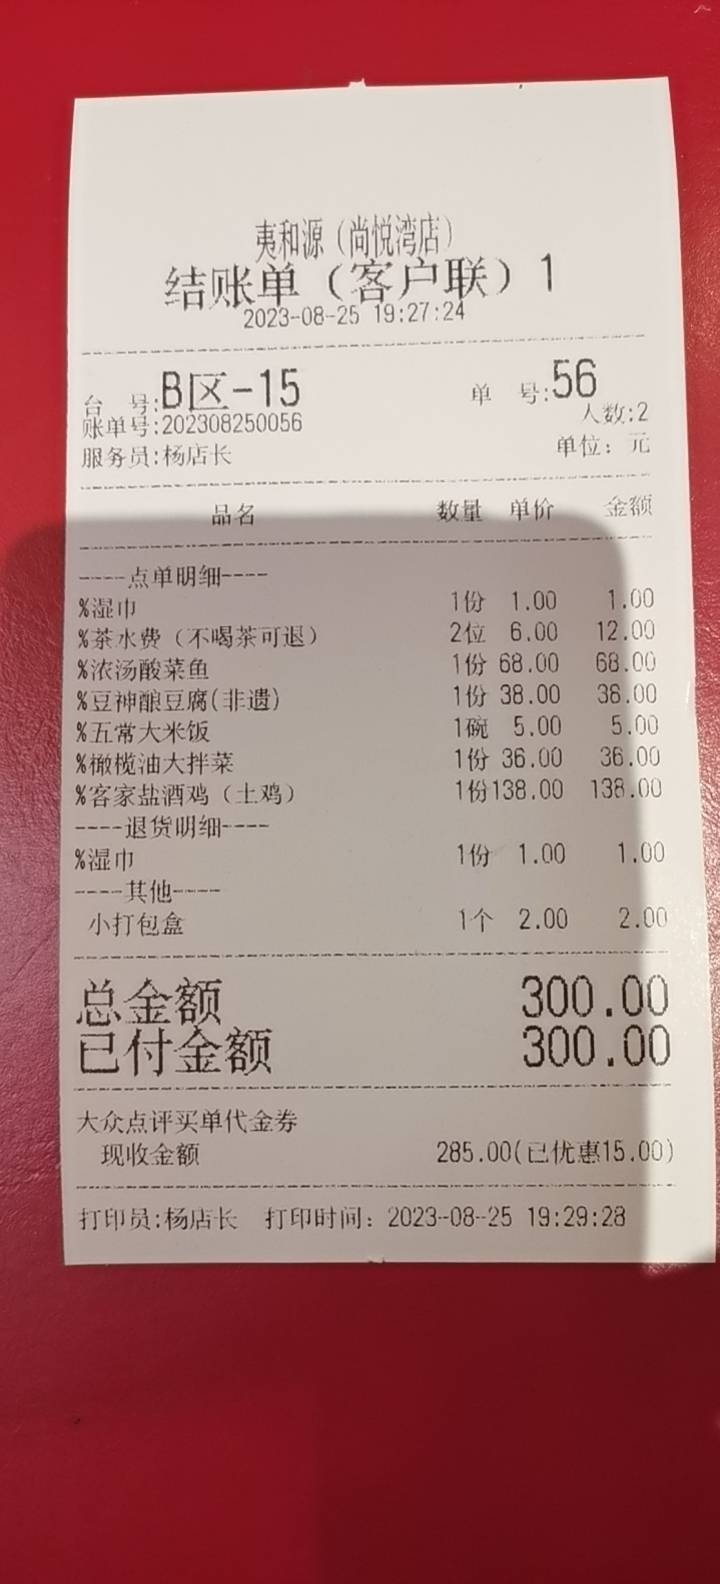 夷和源（尚悦湾店）
结账单（客户联）1
2023-08-25 19:27:24
台 号:B区-15 单 号:56
账单号:202308250056 人数:2
服务员:杨店长 单位：元
品名 数量 单价 金额
----点单明细----
%湿巾 1份 1.00 1.00
%茶水费（不喝茶可退） 2位 6.00 12.00
%浓汤酸菜鱼 1份 68.00 68.00
%豆神酿豆腐(非遗) 1份 38.00 38.00
%五常大米饭 1碗 5.00 5.00
%橄榄油大拌菜 1份 36.00 36.00
%客家盐酒鸡（土鸡） 1份 138.00 138.00
----退货明细----
%湿巾 1份 1.00 1.00
----其他----
小打包盒 1个 2.00 2.00
总金额 300.00
已付金额 300.00
大众点评买单代金券
现收金额 285.00(已优惠15.00)
打印员:杨店长 打印时间：2023-08-25 19:29:28